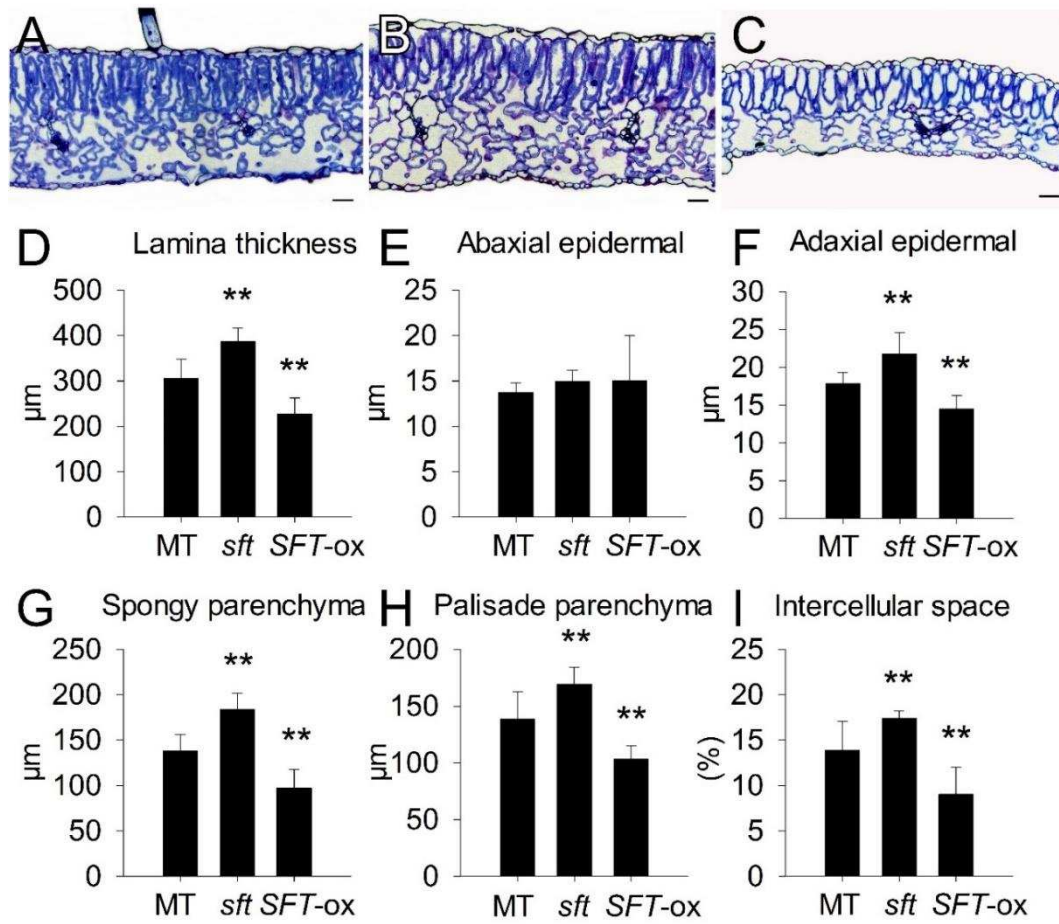 A B C
D Lamina thickness
µm
500
400
300
200
100
0
**
**
MT sft SFT-ox
E Abaxial epidermal
25
20
15
10
5
0
MT sft SFT-ox
F Adaxial epidermal
µm
30
25
20
15
10
5
0
**
**
MT sft SFT-ox
G Spongy parenchyma
µm
250
200
150
100
50
0
**
**
MT sft SFT-ox
H Palisade parenchyma
µm
200
150
100
50
0
**
**
MT sft SFT-ox
I Intercellular space
(%)
25
20
15
10
5
0
**
**
MT sft SFT-ox